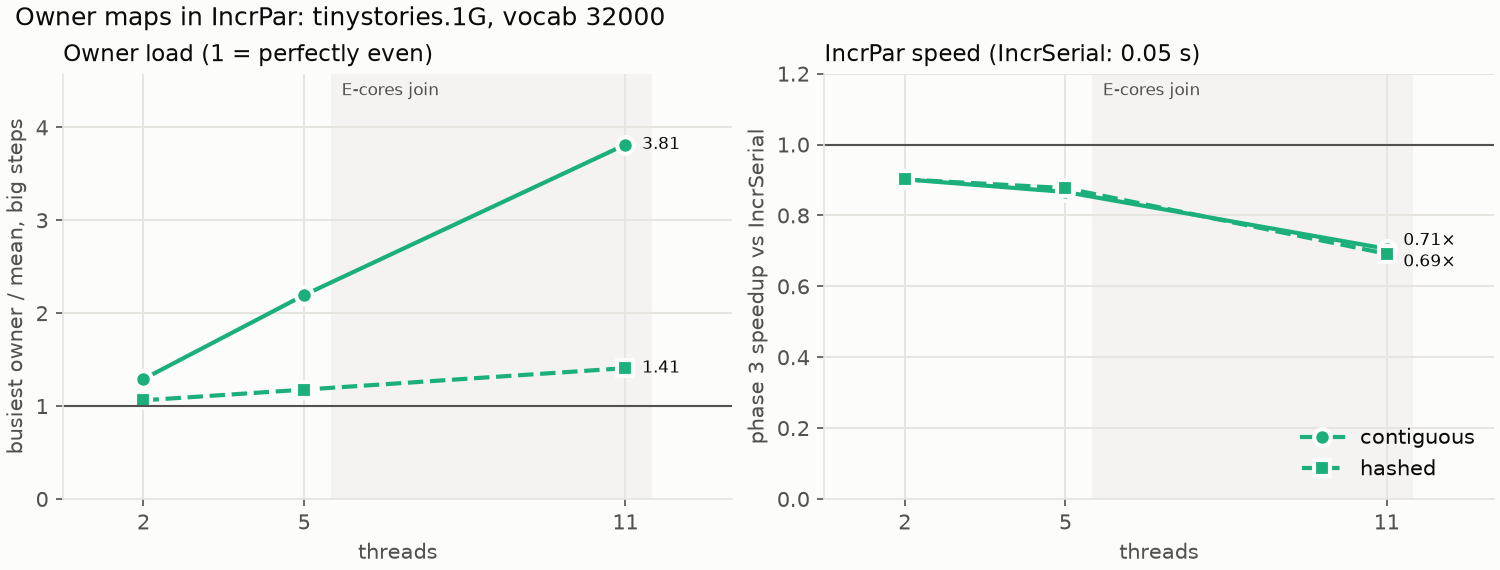 Owner maps in IncrPar: tinystories.1G, vocab 32000
Owner load (1 = perfectly even)
E-cores join
busiest owner / mean, big steps
4
3
2
1
0
3.81
1.41
2
5
11
threads
IncrPar speed (IncrSerial: 0.05 s)
E-cores join
phase 3 speedup vs IncrSerial
1.2
1.0
0.8
0.6
0.4
0.2
0.0
0.71×
0.69×
contiguous
hashed
2
5
11
threads